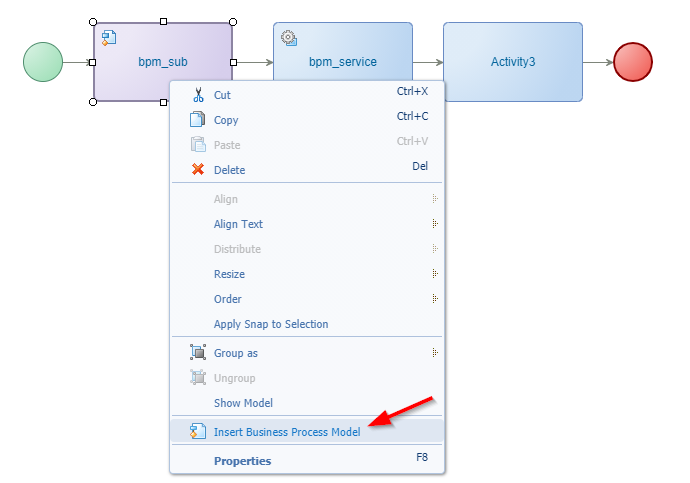 bpm_sub bpm_service Activity3
Cut Ctrl+X
Copy Ctrl+C
Paste Ctrl+V
Delete Del
Align
Align Text
Distribute
Resize
Order
Apply Snap to Selection
Group as
Ungroup
Show Model
Insert Business Process Model
Properties F8